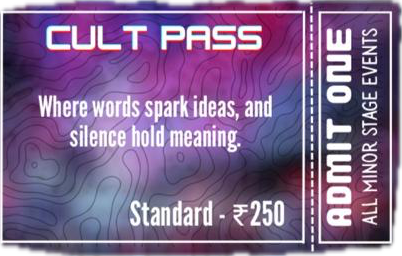 CULT PASS
Where words spark ideas, and
silence hold meaning.
Standard - ₹250
ADMIT ONE
ALL MINOR STAGE EVENTS